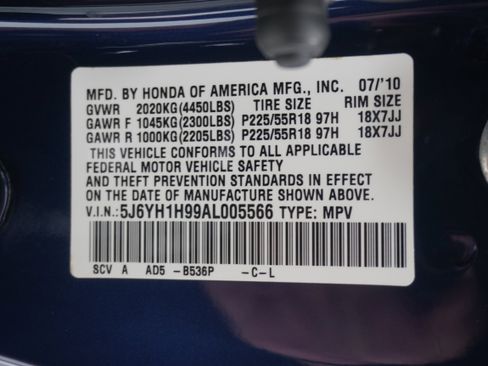 MFD. BY HONDA OF AMERICA MFG., INC. 07/'10
GVWR 2020KG(4450LBS) TIRE SIZE RIM SIZE
GAWR F 1045KG(2300LBS) P225/55R18 97H 18X7JJ
GAWR R 1000KG(2205LBS) P225/55R18 97H 18X7JJ
THIS VEHICLE CONFORMS TO ALL APPLICABLE
FEDERAL MOTOR VEHICLE SAFETY
AND THEFT PREVENTION STANDARDS IN EFFECT
ON THE DATE OF MANUFACTURE SHOWN ABOVE.
V.I.N.: 5J6YH1H99AL005566 TYPE: MPV
SCV A AD5 -B536P -C-L